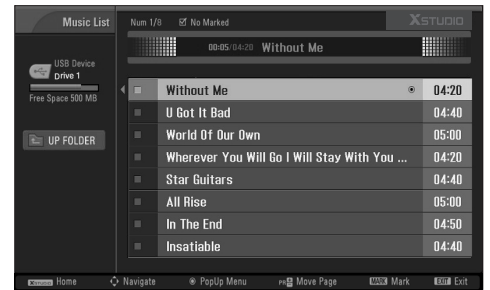 Music List
Num 1/8
No Marked
XSTUDIO
00:05/04:20 Without Me
USB Device
Drive 1
Free Space 500 MB
UP FOLDER
Without Me 04:20
U Got It Bad 04:40
World Of Our Own 05:00
Wherever You Will Go I Will Stay With You ... 04:20
Star Guitars 04:40
All Rise 05:00
In The End 04:50
Insatiable 04:40
XSTUDIO Home
Navigate
PopUp Menu
PR Move Page
MARK Mark
EXIT Exit